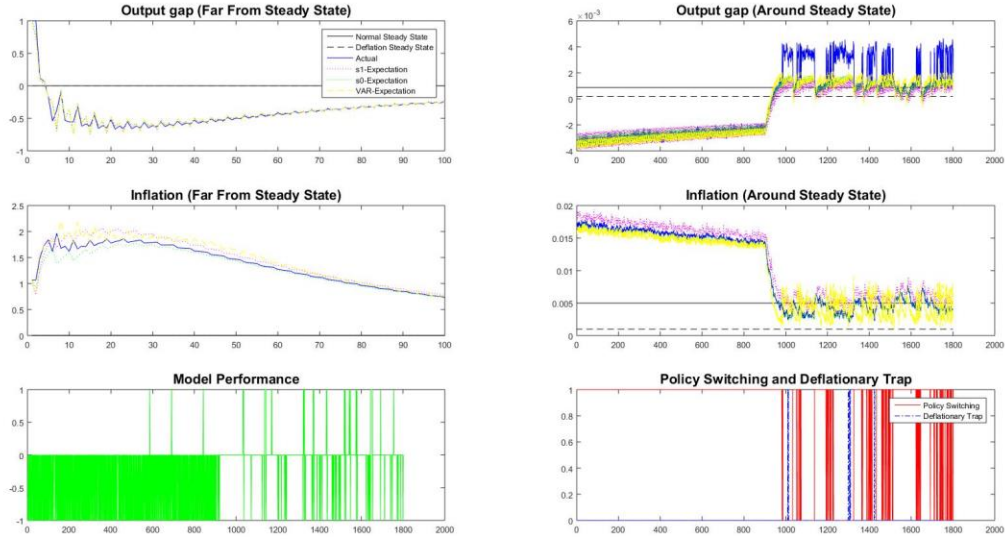 Output gap (Far From Steady State)
1
0.5
0
-0.5
-1
0 10 20 30 40 50 60 70 80 90 100
Normal Steady State
Deflation Steady State
Actual
s1-Expectation
s0-Expectation
VAR-Expectation
Output gap (Around Steady State)
×10⁻³
6
4
2
0
-2
-4
0 200 400 600 800 1000 1200 1400 1600 1800 2000
Inflation (Far From Steady State)
2.5
2
1.5
1
0.5
0
0 10 20 30 40 50 60 70 80 90 100
Inflation (Around Steady State)
0.02
0.015
0.01
0.005
0
0 200 400 600 800 1000 1200 1400 1600 1800 2000
Model Performance
1
0.5
0
-0.5
-1
0 200 400 600 800 1000 1200 1400 1600 1800 2000
Policy Switching and Deflationary Trap
1
0.8
0.6
0.4
0.2
0
0 200 400 600 800 1000 1200 1400 1600 1800 2000
Policy Switching
Deflationary Trap